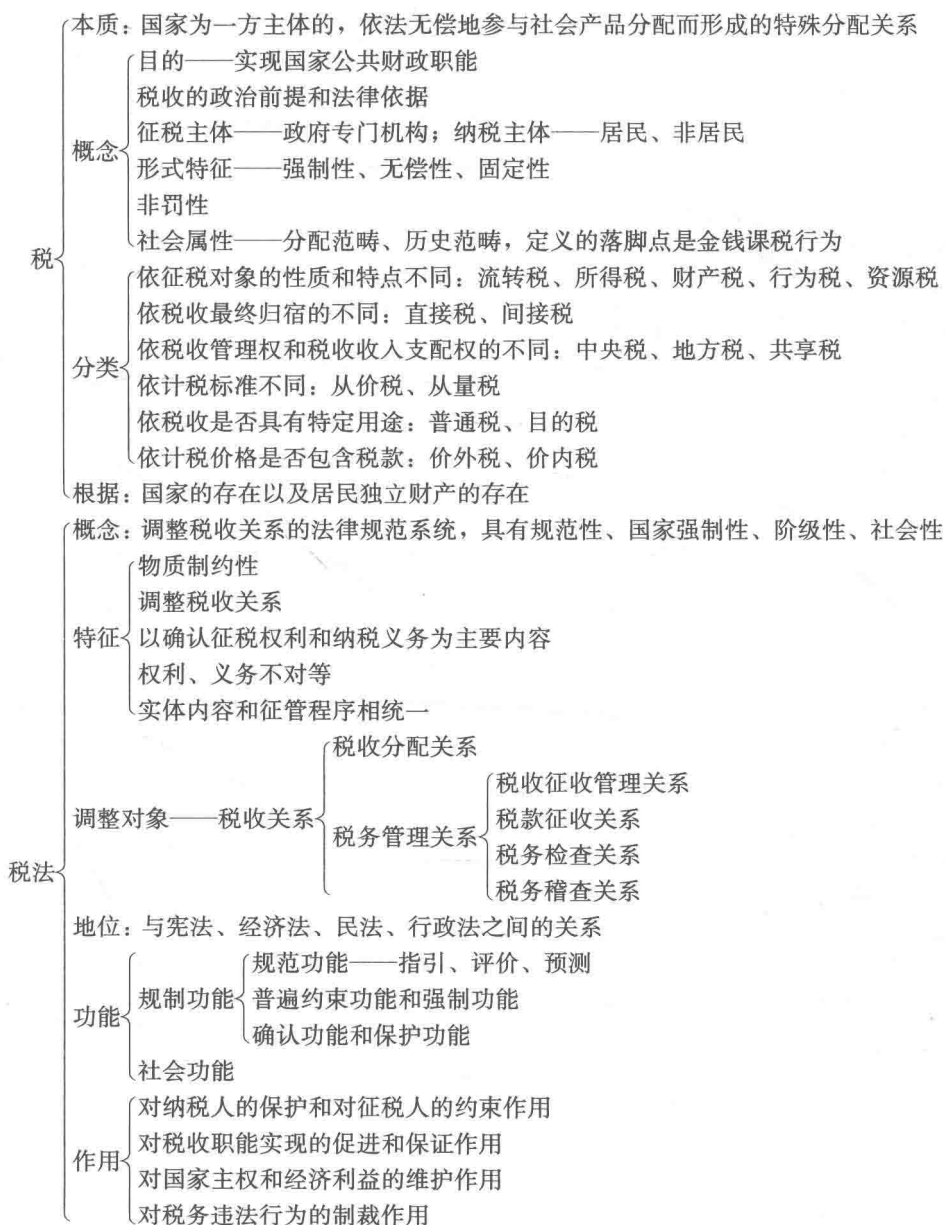 本质：国家为一方主体的，依法无偿地参与社会产品分配而形成的特殊分配关系
目的——实现国家公共财政职能
税收的政治前提和法律依据
征税主体——政府专门机构；纳税主体——居民、非居民
概念
形式特征——强制性、无偿性、固定性
非罚性
社会属性——分配范畴、历史范畴，定义的落脚点是金钱课税行为
税
依征税对象的性质和特点不同：流转税、所得税、财产税、行为税、资源税
依税收最终归宿的不同：直接税、间接税
依税收管理权和税收收入支配权的不同：中央税、地方税、共享税
分类
依计税标准不同：从价税、从量税
依税收是否具有特定用途：普通税、目的税
依计税价格是否包含税款：价外税、价内税
根据：国家的存在以及居民独立财产的存在
概念：调整税收关系的法律规范系统，具有规范性、国家强制性、阶级性、社会性
物质制约性
调整税收关系
特征 以确认征税权利和纳税义务为主要内容
权利、义务不对等
实体内容和征管程序相统一
税收分配关系
税收征收管理关系
调整对象——税收关系
税款征收关系
税务管理关系
税务检查关系
税务稽查关系
税法
地位：与宪法、经济法、民法、行政法之间的关系
规范功能——指引、评价、预测
规制功能 普遍约束功能和强制功能
功能
确认功能和保护功能
社会功能
对纳税人的保护和对征税人的约束作用
对税收职能实现的促进和保证作用
作用
对国家主权和经济利益的维护作用
对税务违法行为的制裁作用